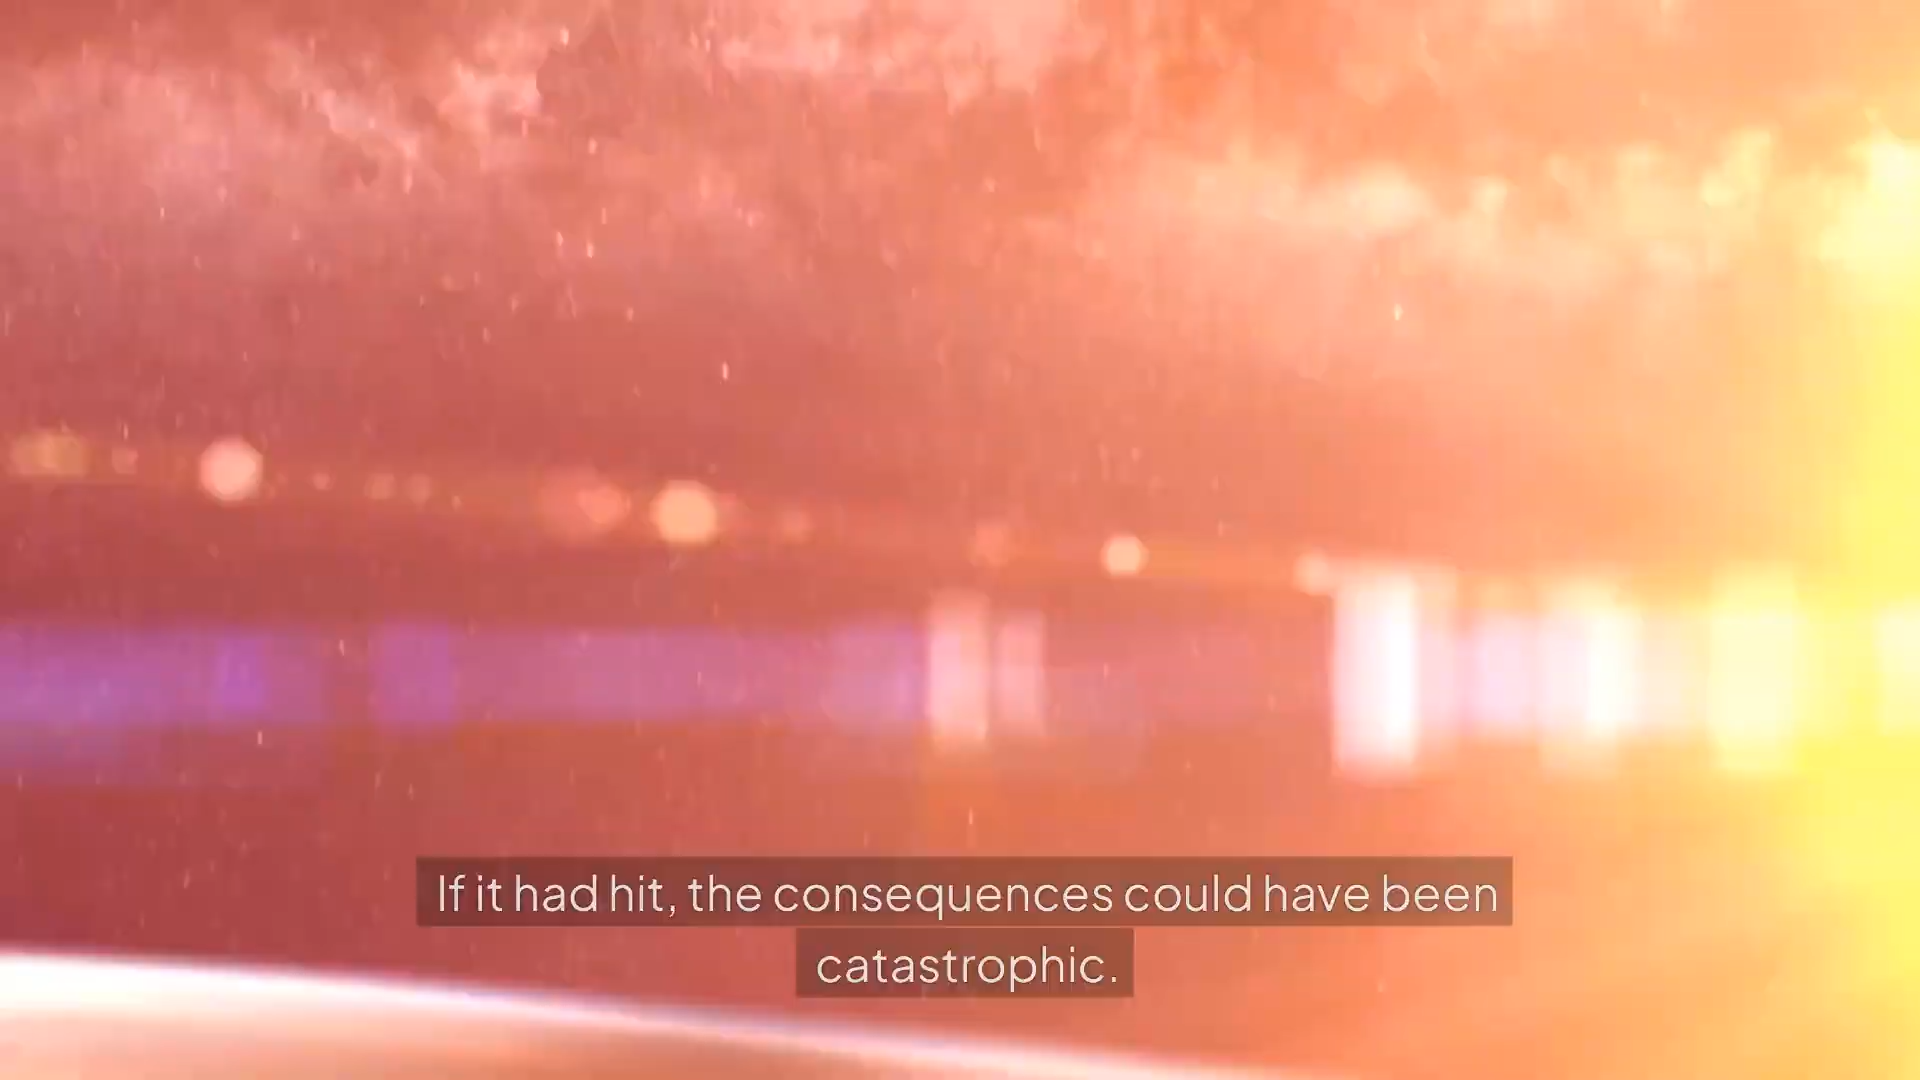 If it had hit, the consequences could have been
catastrophic.